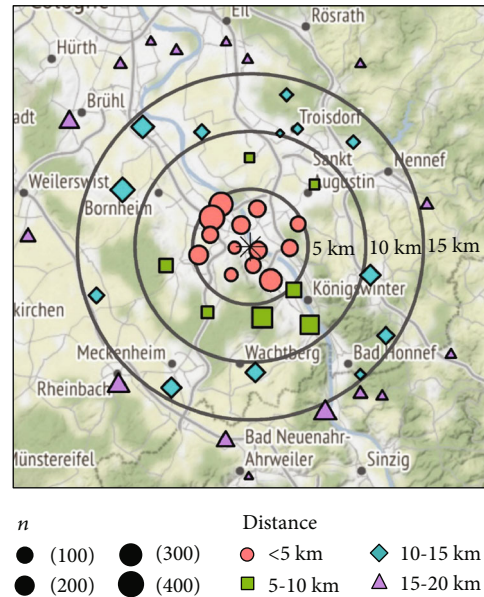 Eil
Rösrath
Hürth
Brühl
Troisdorf
Hennef
Sankt
Augustin
Weilerswist
Bornheim
5 km
10 km
15 km
Königswinter
kirchen
Meckenheim
Wachtberg
Bad Honnef
Rheinbach
Bad Neuenahr-
Ahrweiler
Sinzig
Münstereifel
n
Distance
(100)
(300)
<5 km
10-15 km
(200)
(400)
5-10 km
15-20 km